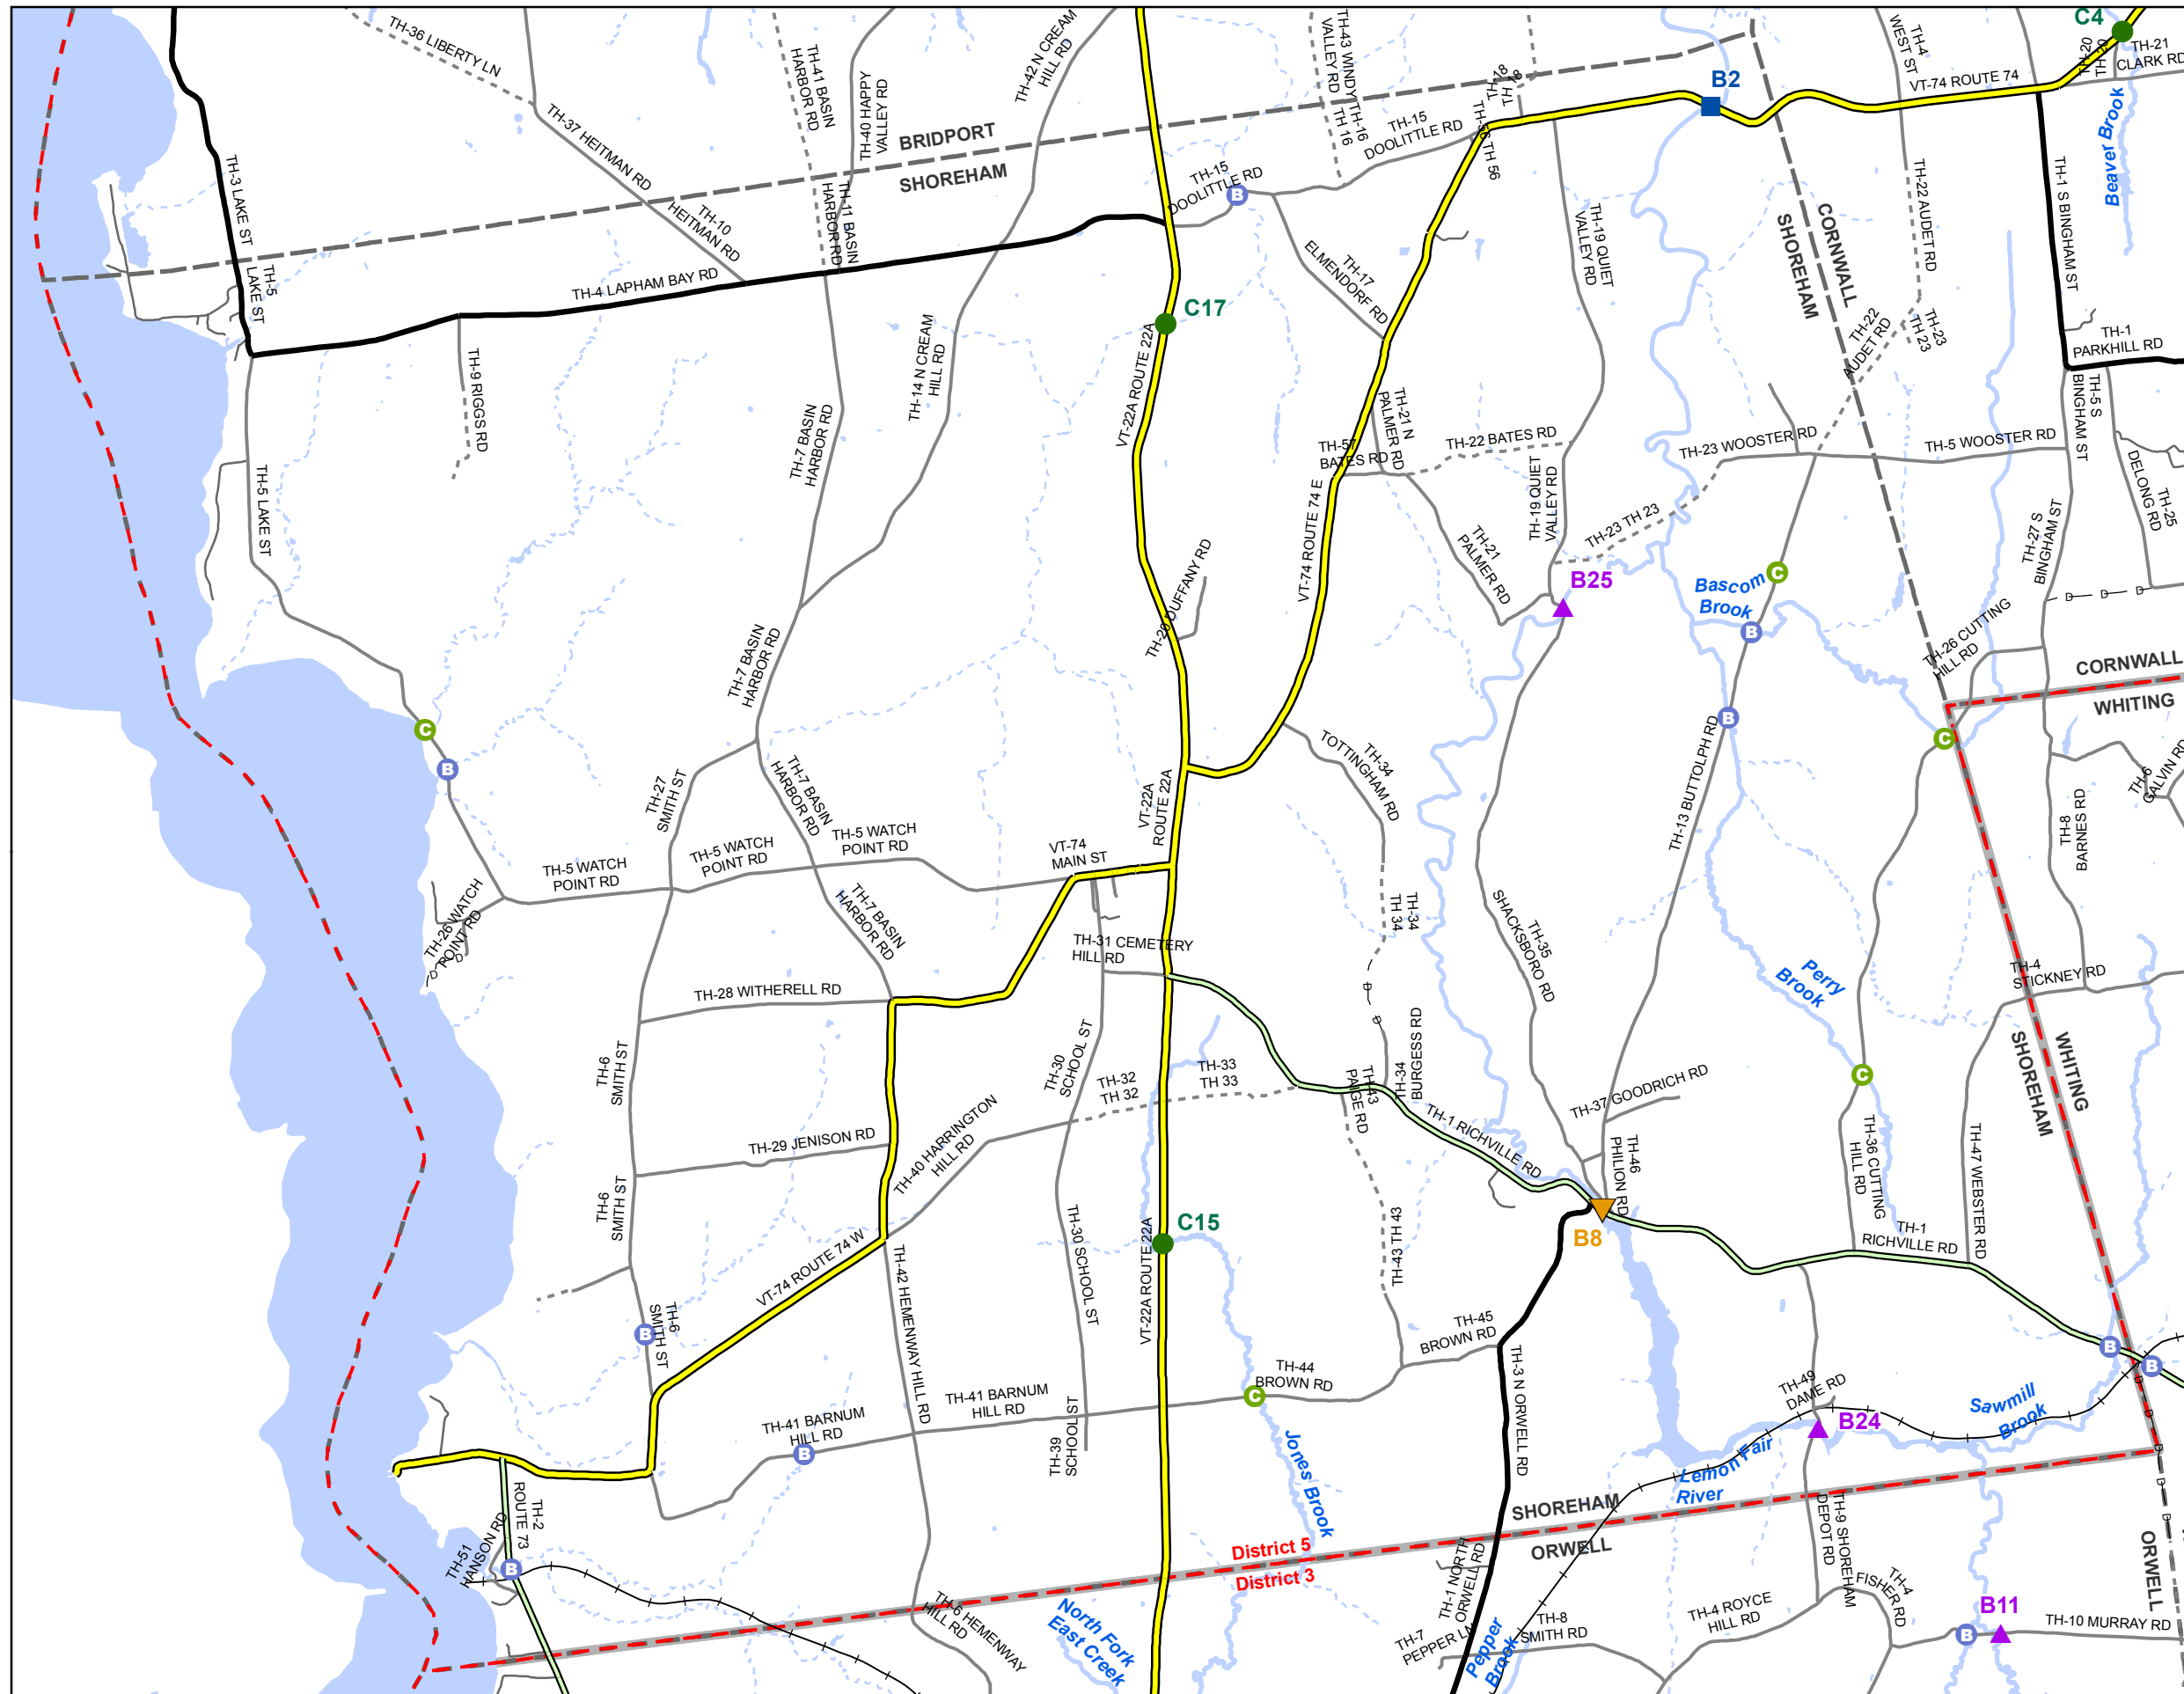 C4
TH-36 LIBERTY LN
TH-41 BASIN
HARBOR RD
TH-40 HAPPY
VALLEY RD
TH-42 N CREAM
HILL RD
TH-43 WINDY
VALLEY RD
TH-16
TH 16
TH-18
TH 18
TH-4
WEST ST
TH-20
TH-21
CLARK RD
B2
VT-74 ROUTE 74
TH-37 HEITMAN RD
BRIDPORT
SHOREHAM
TH-15
DOOLITTLE RD
TH-56 TH 56
TH-15
DOOLITTLE RD
Beaver Brook
TH-3 LAKE ST
TH-10
HEITMAN RD
TH-11 BASIN
HARBOR RD
TH-19 QUIET
VALLEY RD
CORNWALL
SHOREHAM
TH-22 AUDET RD
TH-1 S BINGHAM ST
TH-5
LAKE ST
TH-4 LAPHAM BAY RD
TH-17
ELMENDORF RD
C17
TH-22
AUDET RD
TH-23
TH 23
TH-1
PARKHILL RD
TH-9 RIGGS RD
TH-14 N CREAM
HILL RD
VT-22A ROUTE 22A
TH-7 BASIN
HARBOR RD
TH-21 N
PALMER RD
TH-57
BATES RD
TH-22 BATES RD
TH-23 WOOSTER RD
TH-5 WOOSTER RD
TH-5 S
BINGHAM ST
TH-25
DELONG RD
TH-5 LAKE ST
VT-74 ROUTE 74 E
TH-19 QUIET
VALLEY RD
TH-23 TH 23
TH-27 S
BINGHAM ST
TH-21
PALMER RD
TH-20 DUFFANY RD
B25
Bascom
Brook
C
B
D
D
D
TH-7 BASIN
HARBOR RD
TH-26 CUTTING
HILL RD
CORNWALL
WHITING
C
B
B
C
TH-13 BUTTOLPH RD
TH-34
TOTTINGHAM RD
TH-6
GALVIN RD
TH-27
SMITH ST
TH-7 BASIN
HARBOR RD
VT-22A
ROUTE 22A
TH-8
BARNES RD
TH-5 WATCH
POINT RD
TH-5 WATCH
POINT RD
TH-5 WATCH
POINT RD
VT-74
MAIN ST
TH-26 WATCH
POINT RD
D
D
TH-7 BASIN
HARBOR RD
TH-31 CEMETERY
HILL RD
TH-34
TH 34
TH-35
SHACKSBORO RD
Perry
Brook
TH-4
STICKNEY RD
TH-28 WITHERELL RD
D
D
WHITING
SHOREHAM
TH-6
SMITH ST
TH-30
SCHOOL ST
TH-32
TH 32
TH-33
TH 33
TH-43
PAIGE RD
TH-34
BURGESS RD
TH-37 GOODRICH RD
C
TH-29 JENISON RD
TH-40 HARRINGTON
HILL RD
TH-1 RICHVILLE RD
TH-46
PHILION RD
TH-36 CUTTING
HILL RD
TH-47 WEBSTER RD
TH-6
SMITH ST
C15
B8
TH-1
RICHVILLE RD
VT-74 ROUTE 74 W
TH-42 HEMENWAY HILL RD
TH-30 SCHOOL ST
VT-22A ROUTE 22A
TH-43 TH 43
B
TH-6
SMITH ST
TH-45
BROWN RD
B
B
TH-44
BROWN RD
C
TH-3 N ORWELL RD
TH-49
DAME RD
B24
Sawmill
Brook
D
D
TH-41 BARNUM
HILL RD
TH-41 BARNUM
HILL RD
B
TH-39
SCHOOL ST
Jones Brook
Lemon Fair
River
D
D
D
TH-2
ROUTE 73
TH-51
HANSON RD
B
SHOREHAM
ORWELL
District 5
District 3
TH-9 SHOREHAM
DEPOT RD
TH-1 NORTH
ORWELL RD
TH-4
FISHER RD
ORWELL
TH-6 HEMENWAY
HILL RD
North Fork
East Creek
TH-7
PEPPER LN
Pepper
Brook
TH-8
SMITH RD
TH-4 ROYCE
HILL RD
B
B11
TH-10 MURRAY RD